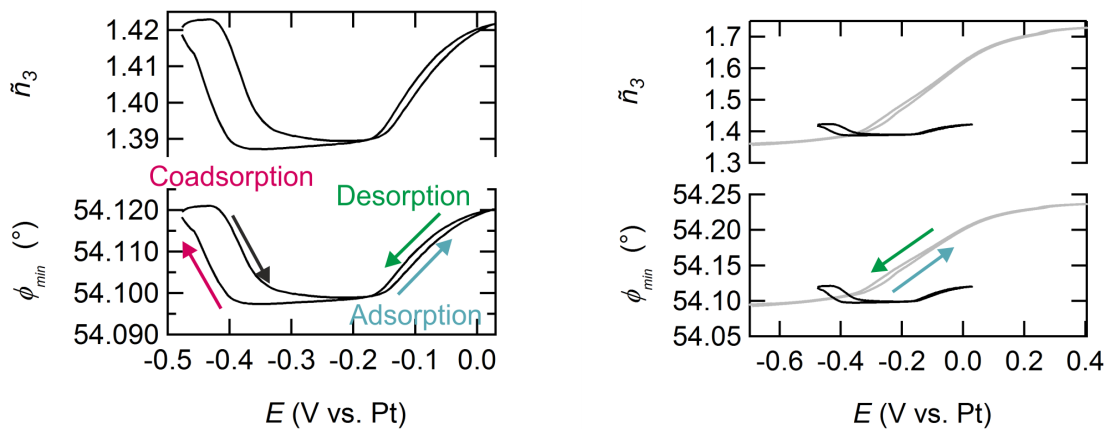 1.42
1.41
1.40
1.39
ñ₃
Coadsorption
Desorption
Adsorption
54.120
54.110
54.100
54.090
ϕmin (°)
-0.5 -0.4 -0.3 -0.2 -0.1 0.0
E (V vs. Pt)
1.7
1.6
1.5
1.4
1.3
ñ₃
54.25
54.20
54.15
54.10
54.05
ϕmin (°)
-0.6 -0.4 -0.2 0.0 0.2 0.4
E (V vs. Pt)